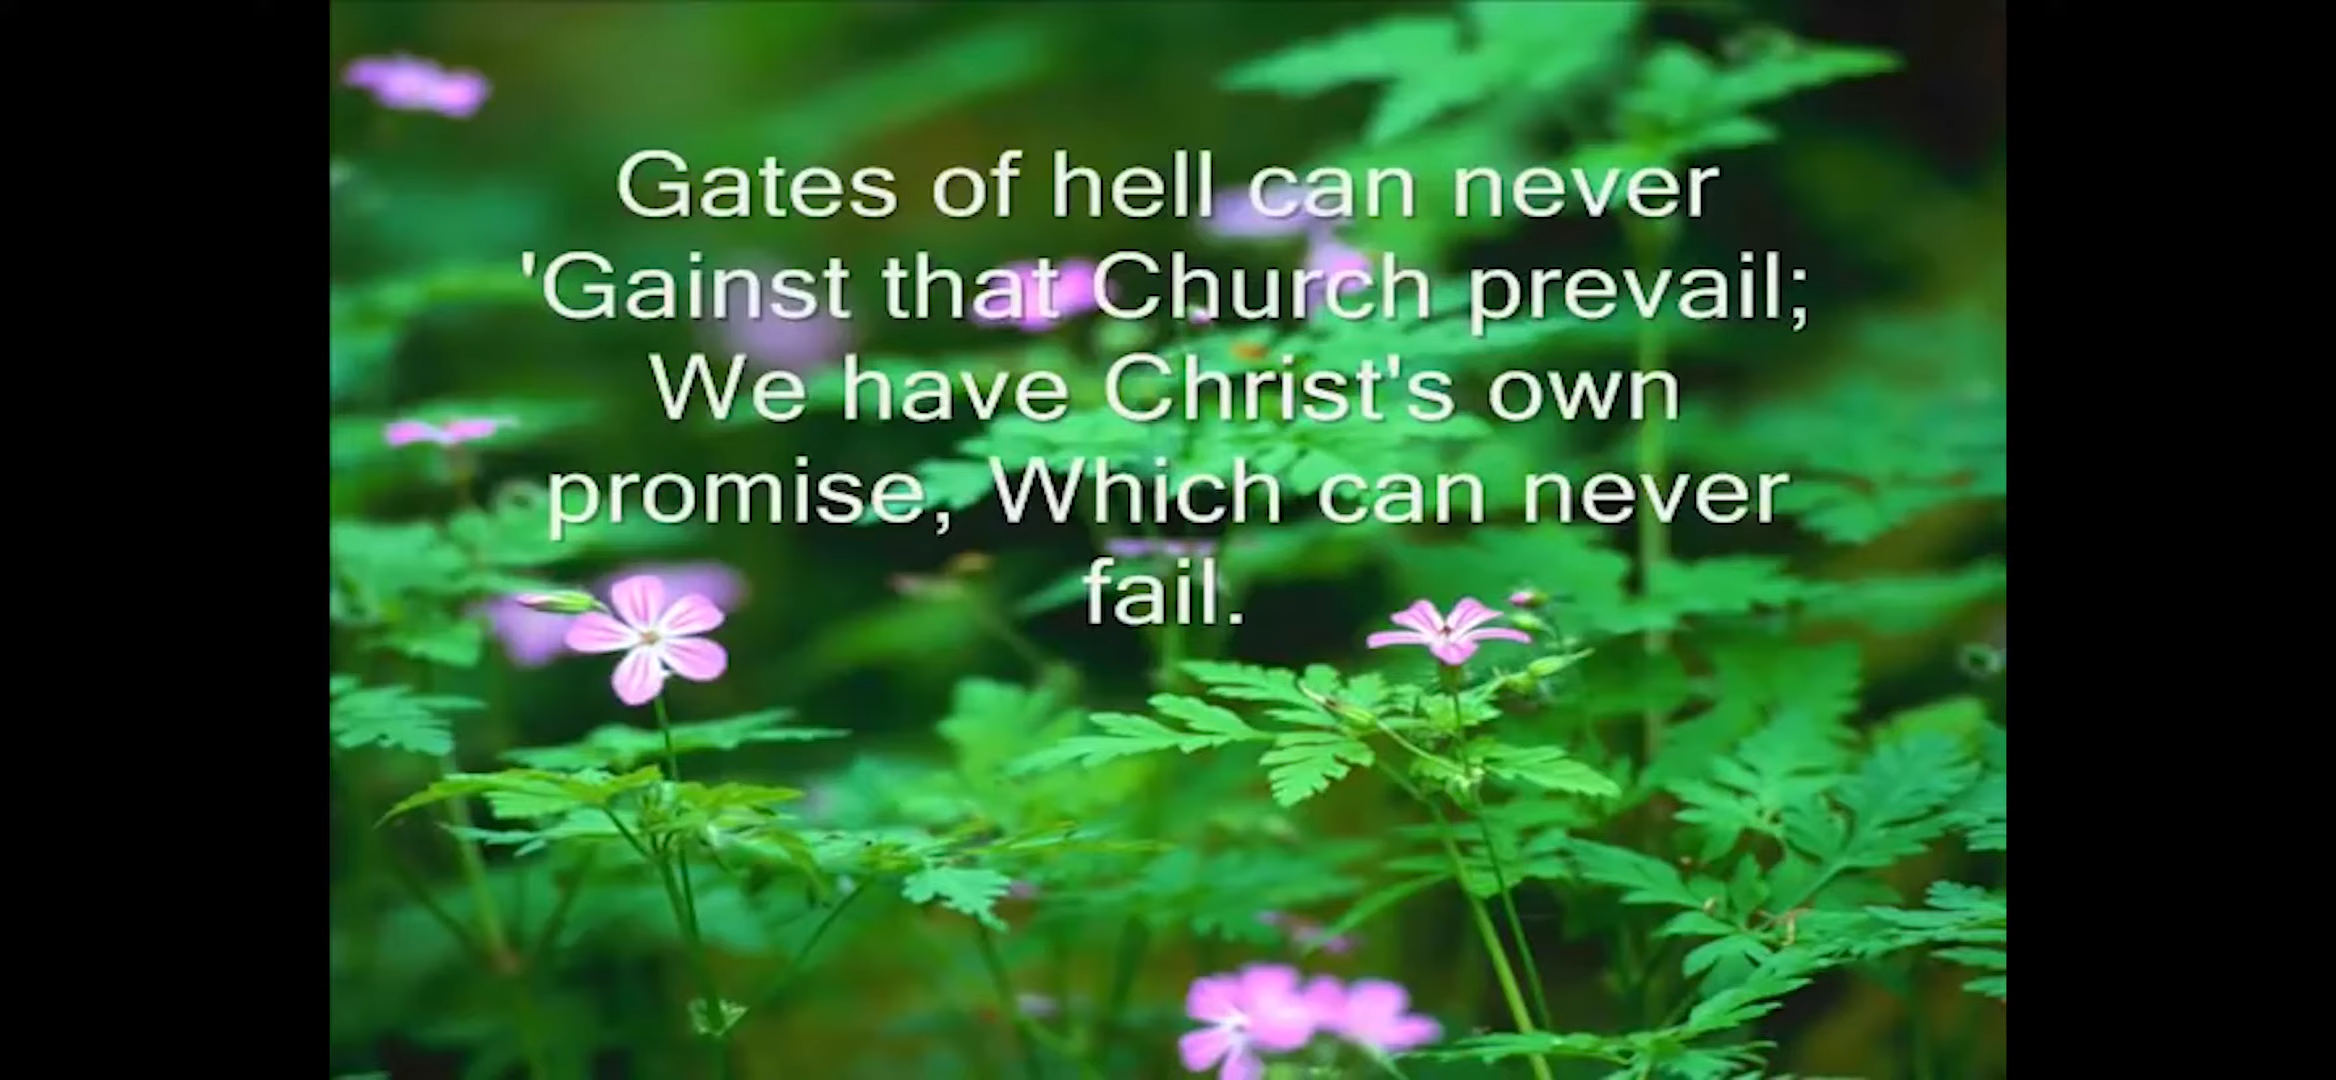 Gates of hell can never
'Gainst that Church prevail;
We have Christ's own
promise, Which can never
fail.